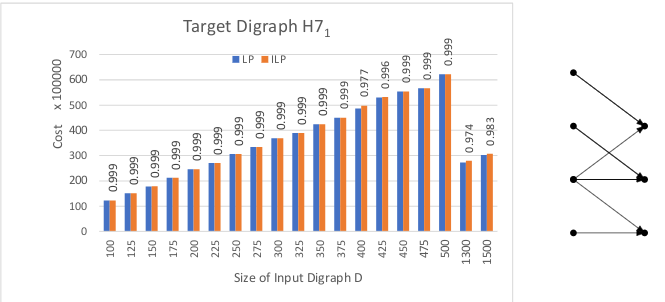 Target Digraph H7₁
LP ILP
Cost x 100000
700
600
500
400
300
200
100
0
0.999 0.999 0.999 0.999 0.999 0.999 0.999 0.999 0.999 0.999 0.999 0.999 0.977 0.996 0.999 0.999 0.999 0.974 0.983
100 125 150 175 200 225 250 275 300 325 350 375 400 425 450 475 500 1300 1500
Size of Input Digraph D